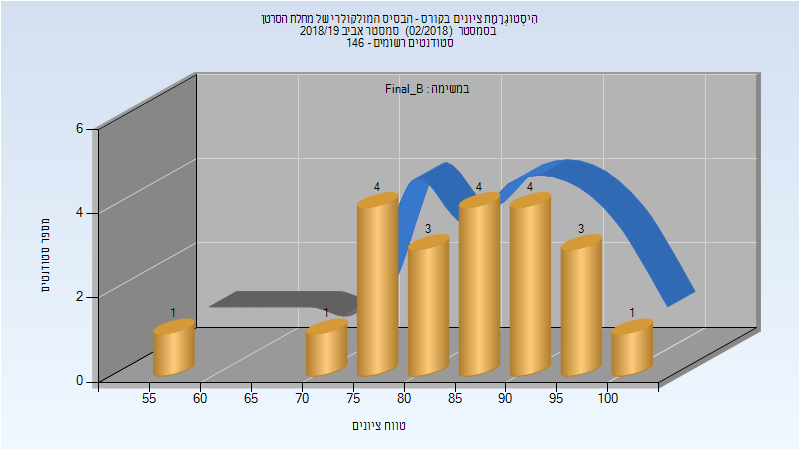 הִיסְטוֹגְרָמַת ציונים בקורס - הבסיס המולקולרי של מחלת הסרטן
בסמסטר (02/2018) סמסטר אביב 2018/19
סטודנטים רשומים - 146
במשימה : Final_B
מספר סטודנטים
6
4
2
0
1
1
4
3
4
4
3
1
55 60 65 70 75 80 85 90 95 100
טווח ציונים